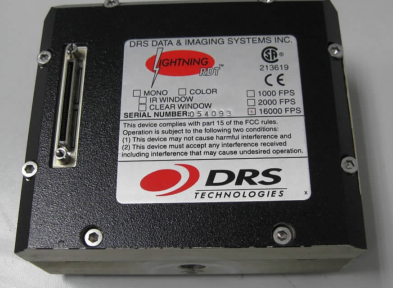 DRS DATA & IMAGING SYSTEMS INC.
LIGHTNING
RDT
213619
MONO COLOR
IR WINDOW
CLEAR WINDOW
1000 FPS
2000 FPS
16000 FPS
SERIAL NUMBER: 054093
This device complies with part 15 of the FCC rules.
Operation is subject to the following two conditions:
(1) This device may not cause harmful interference and
(2) This device must accept any interference received
including interference that may cause undesired operation.
DRS
TECHNOLOGIES
x